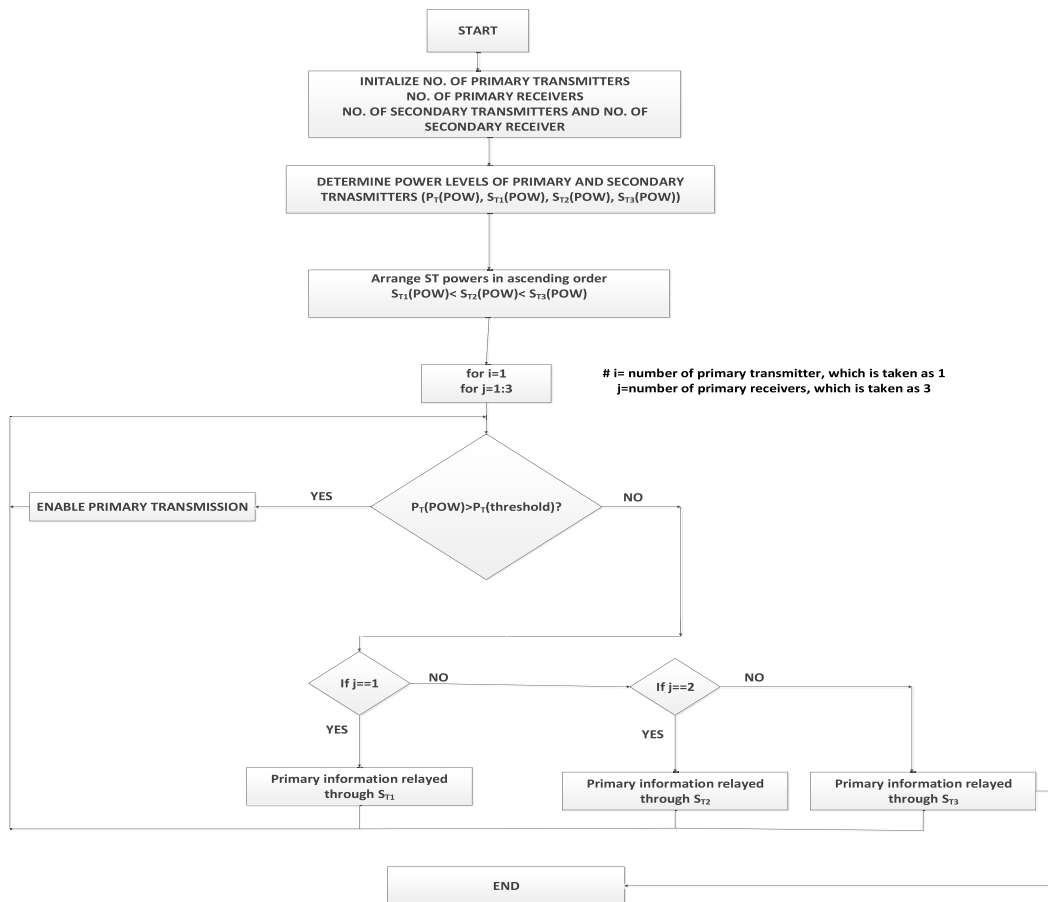 START
INITALIZE NO. OF PRIMARY TRANSMITTERS
NO. OF PRIMARY RECEIVERS
NO. OF SECONDARY TRANSMITTERS AND NO. OF
SECONDARY RECEIVER
DETERMINE POWER LEVELS OF PRIMARY AND SECONDARY
TRNASMITTERS (PT(POW), ST1(POW), ST2(POW), ST3(POW))
Arrange ST powers in ascending order
ST1(POW)< ST2(POW)< ST3(POW)
for i=1
for j=1:3
# i= number of primary transmitter, which is taken as 1
j=number of primary receivers, which is taken as 3
PT(POW)>PT(threshold)?
YES
NO
ENABLE PRIMARY TRANSMISSION
If j==1
NO
If j==2
NO
YES
YES
Primary information relayed
through ST1
Primary information relayed
through ST2
Primary information relayed
through ST3
END